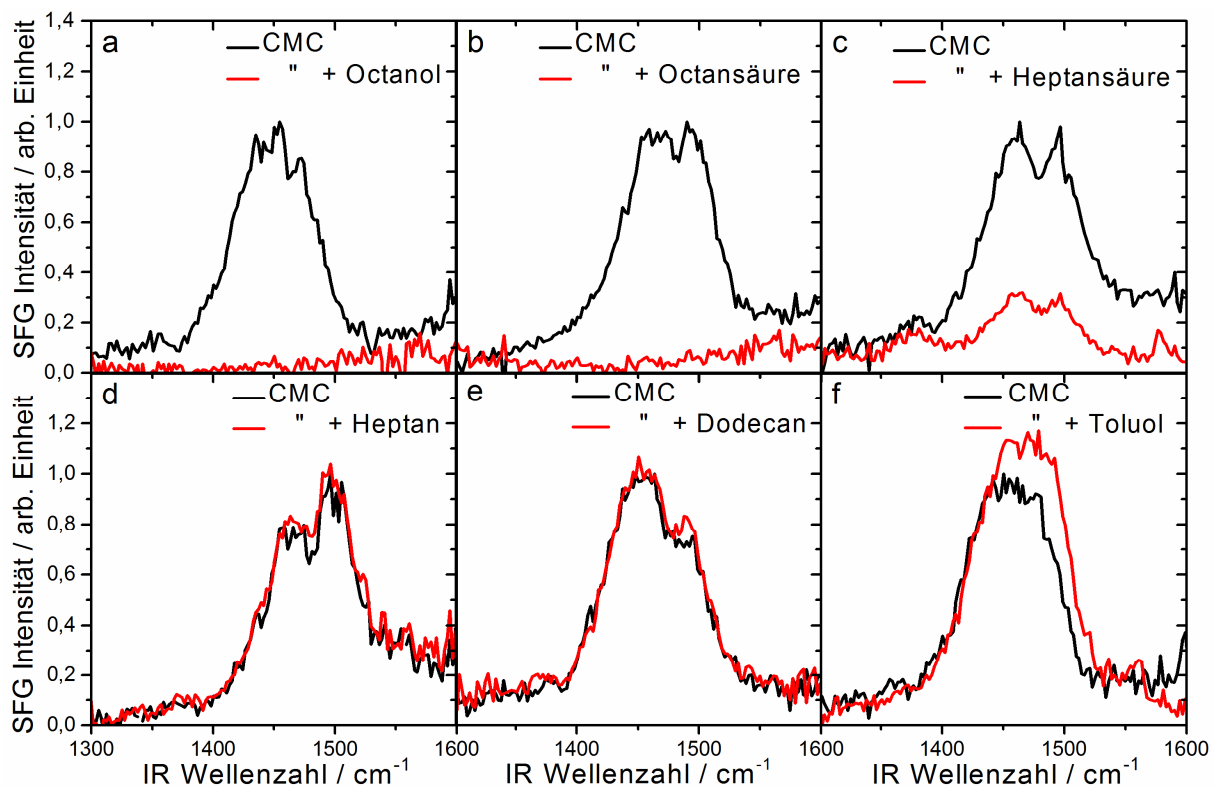 a
CMC
" + Octanol
b
CMC
" + Octansäure
c
CMC
" + Heptansäure
SFG Intensität / arb. Einheit
1,4
1,2
1,0
0,8
0,6
0,4
0,2
0,0
d
CMC
" + Heptan
e
CMC
" + Dodecan
f
CMC
" + Toluol
SFG Intensität / arb. Einheit
1,2
1,0
0,8
0,6
0,4
0,2
0,0
1300 1400 1500 1600 1400 1500 1600 1400 1500 1600
IR Wellenzahl / cm⁻¹ IR Wellenzahl / cm⁻¹ IR Wellenzahl / cm⁻¹